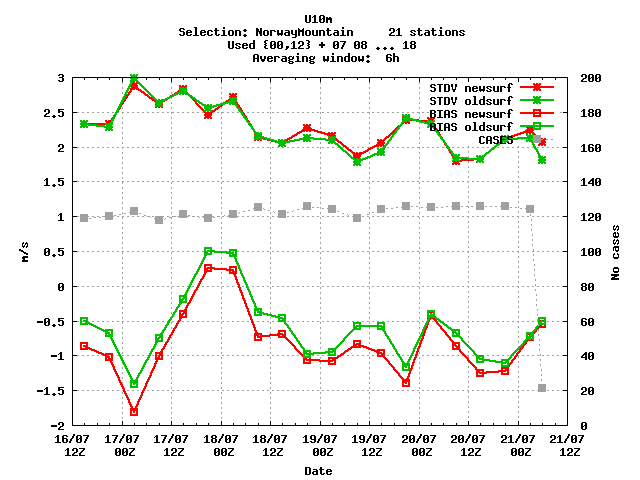 U10m
Selection: NorwayMountain 21 stations
Used {00,12} + 07 08 ... 18
Averaging window: 6h
STDV newsurf
STDV oldsurf
BIAS newsurf
BIAS oldsurf
CASES
3
2.5
2
1.5
1
0.5
0
-0.5
-1
-1.5
-2
m/s
200
180
160
140
120
100
80
60
40
20
0
No cases
16/07 17/07 17/07 18/07 18/07 19/07 19/07 20/07 20/07 21/07 21/07
12Z 00Z 12Z 00Z 12Z 00Z 12Z 00Z 12Z 00Z 12Z
Date